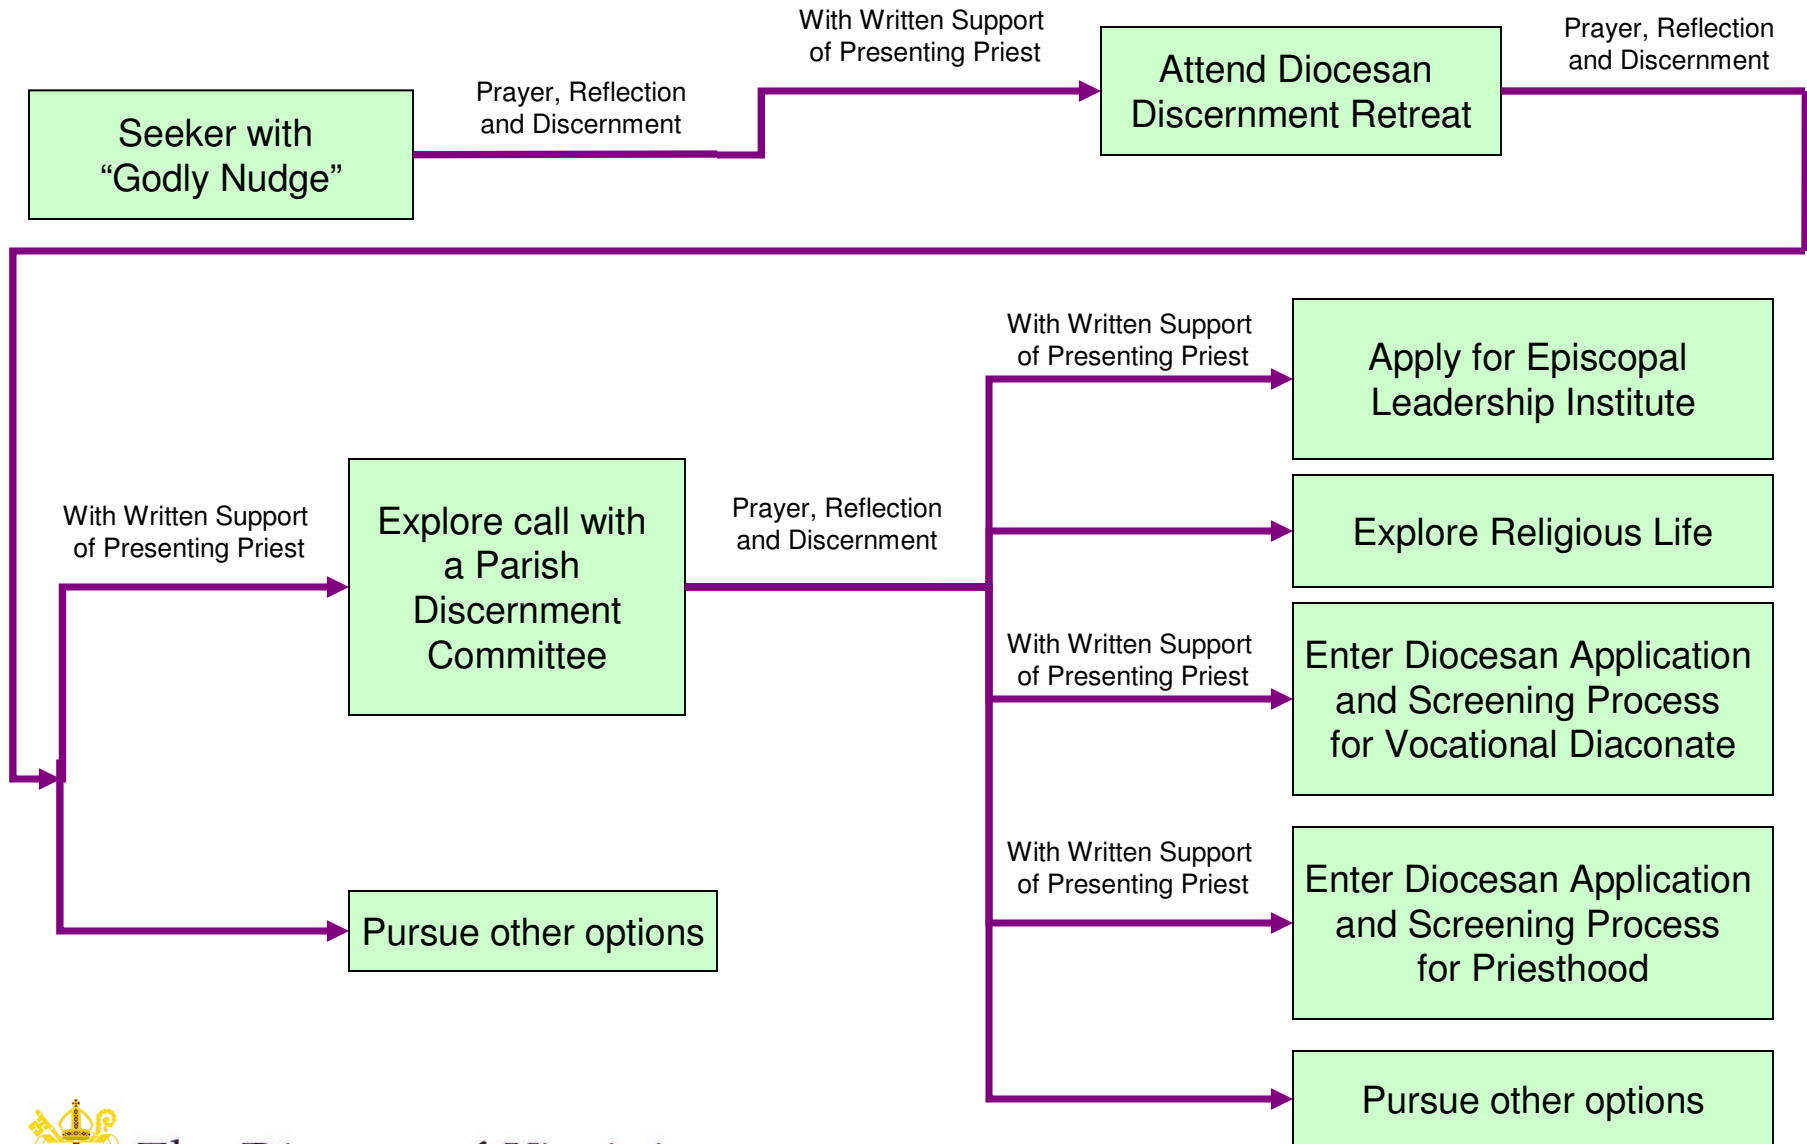 With Written Support
of Presenting Priest
Prayer, Reflection
and Discernment
Attend Diocesan
Discernment Retreat
Prayer, Reflection
and Discernment
Seeker with
“Godly Nudge”
With Written Support
of Presenting Priest
Apply for Episcopal
Leadership Institute
With Written Support
of Presenting Priest
Explore call with
a Parish
Discernment
Committee
Prayer, Reflection
and Discernment
Explore Religious Life
With Written Support
of Presenting Priest
Enter Diocesan Application
and Screening Process
for Vocational Diaconate
With Written Support
of Presenting Priest
Enter Diocesan Application
and Screening Process
for Priesthood
Pursue other options
Pursue other options